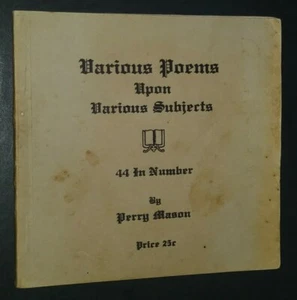 Various Poems
Upon
Various Subjects
44 In Number
By
Perry Mason
Price 25c